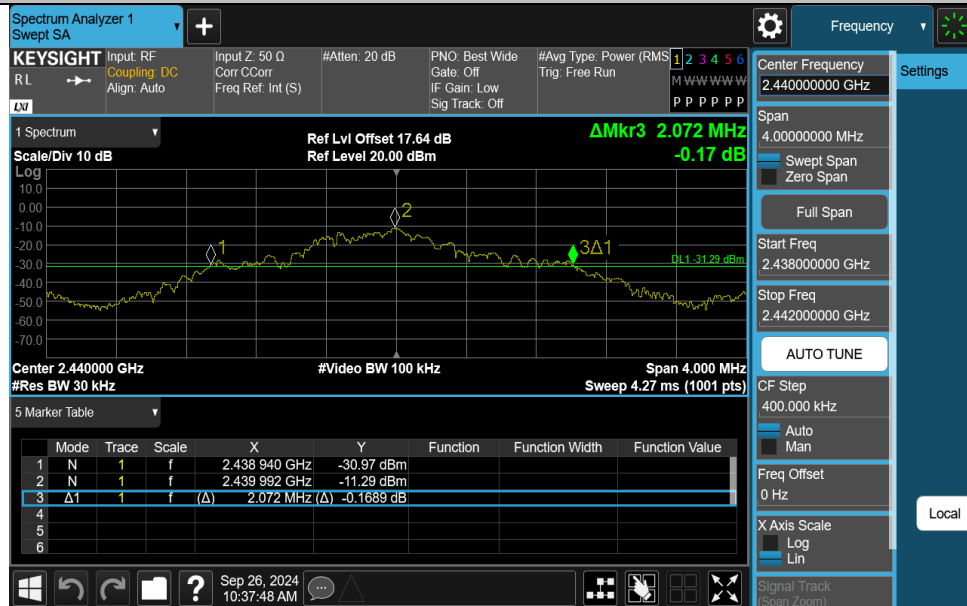 Spectrum Analyzer 1
Swept SA
+
Frequency
KEYSIGHT
RL
LXI
Input: RF
Coupling: DC
Align: Auto
Input Z: 50 Ω
Corr CCorr
Freq Ref: Int (S)
#Atten: 20 dB
PNO: Best Wide
Gate: Off
IF Gain: Low
Sig Track: Off
#Avg Type: Power (RMS
Trig: Free Run
1 2 3 4 5 6
M W W W W W
P P P P P P
1 Spectrum
Scale/Div 10 dB
Ref Lvl Offset 17.64 dB
Ref Level 20.00 dBm
ΔMkr3 2.072 MHz
-0.17 dB
Log
10.0
0.00
-10.0
-20.0
-30.0
-40.0
-50.0
-60.0
-70.0
1
2
3Δ1
DL1 -31.29 dBm
Center 2.44000 GHz
#Res BW 30 kHz
#Video BW 100 kHz
Span 4.000 MHz
Sweep 4.27 ms (1001 pts)
5 Marker Table
Mode Trace Scale X Y Function Function Width Function Value
1 N 1 f 2.438 940 GHz -30.97 dBm
2 N 1 f 2.439 992 GHz -11.29 dBm
3 Δ1 1 f (Δ) 2.072 MHz (Δ) -0.1689 dB
4
5
6
Sep 26, 2024
10:37:48 AM
?
Center Frequency
2.440000000 GHz
Span
4.00000000 MHz
Swept Span
Zero Span
Full Span
Start Freq
2.438000000 GHz
Stop Freq
2.442000000 GHz
AUTO TUNE
CF Step
400.000 kHz
Auto
Man
Freq Offset
0 Hz
X Axis Scale
Log
Lin
Signal Track
(Span Zoom)
Settings
Local